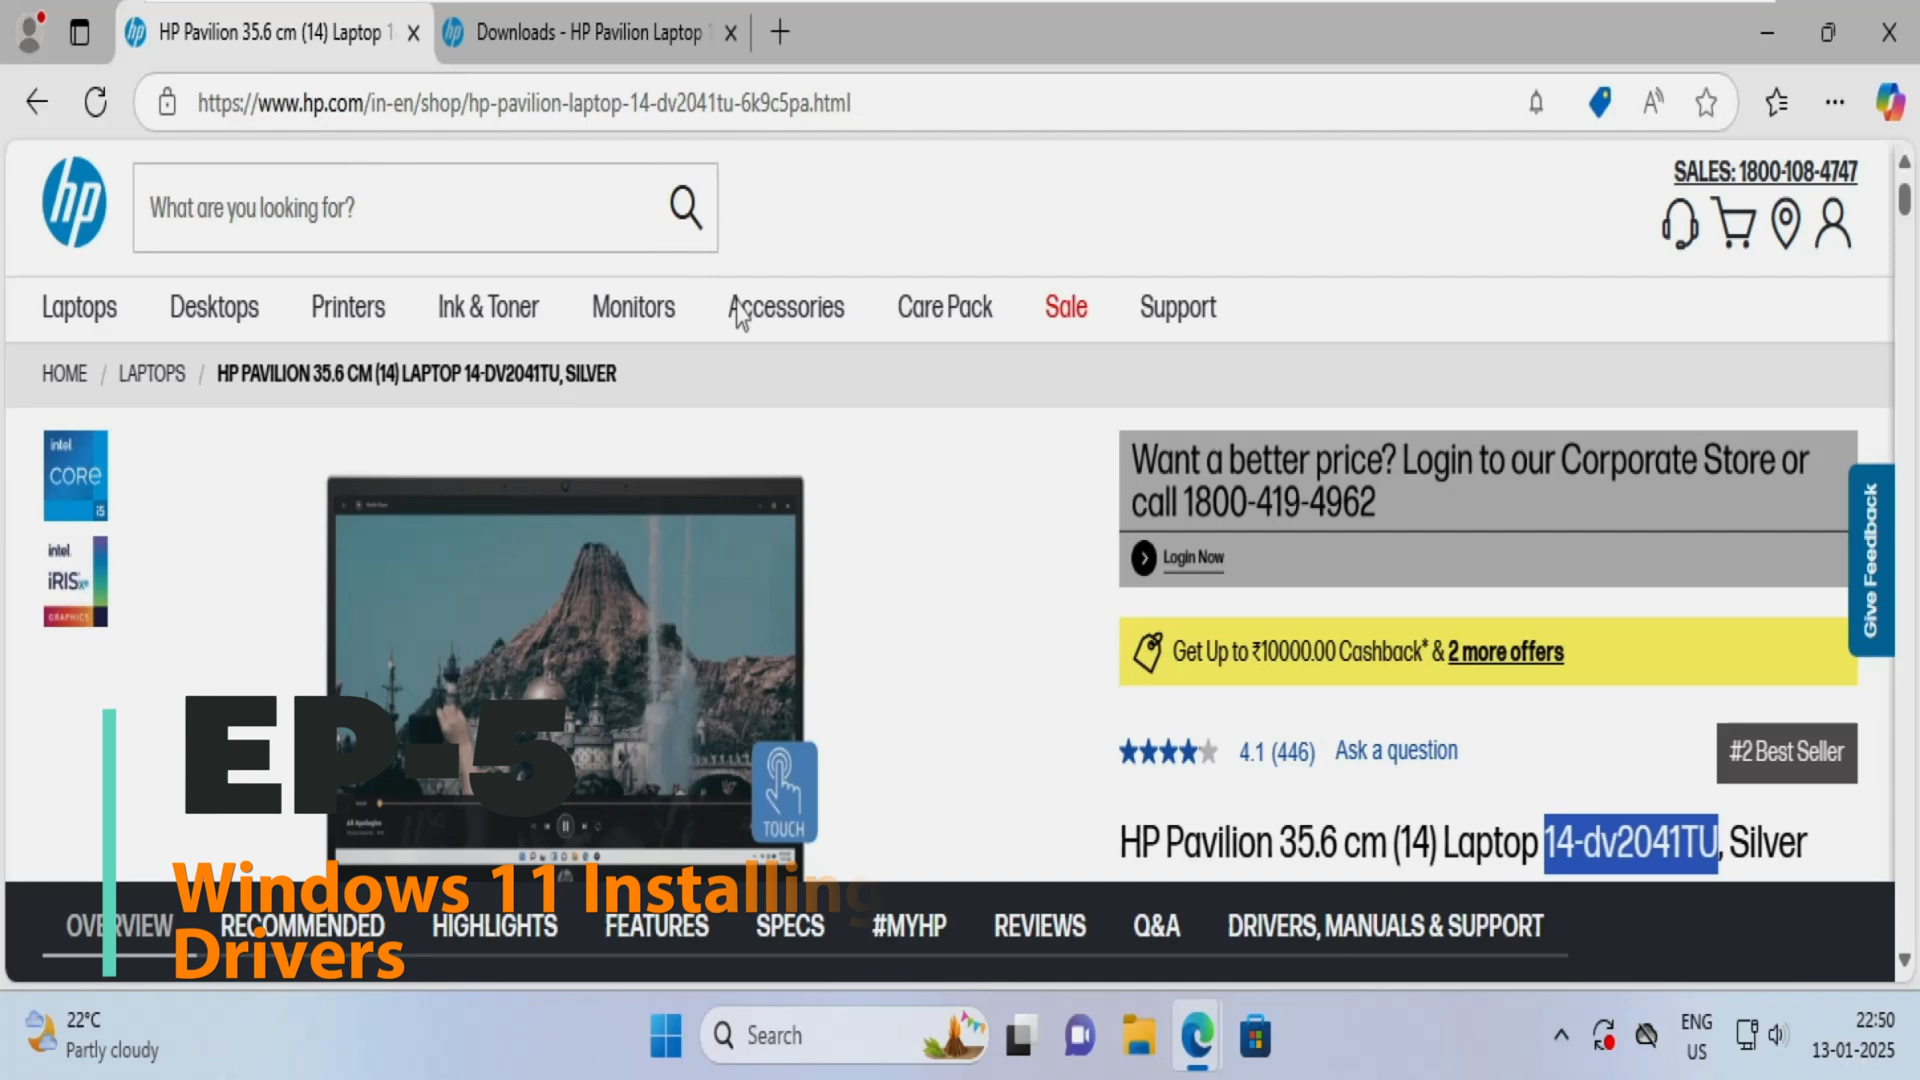 HP Pavilion 35.6 cm (14) Laptop 1
Downloads - HP Pavilion Laptop 1
https://www.hp.com/in-en/shop/hp-pavilion-laptop-14-dv2041tu-6k9c5pa.html
hp
What are you looking for?
SALES: 1800-108-4747
Laptops Desktops Printers Ink & Toner Monitors Accessories Care Pack Sale Support
HOME / LAPTOPS / HP PAVILION 35.6 CM (14) LAPTOP 14-DV2041TU, SILVER
intel
CORE
i5
intel
iRIS xe
GRAPHICS
Want a better price? Login to our Corporate Store or
call 1800-419-4962
Login Now
Give Feedback
Get Up to ₹10000.00 Cashback* & 2 more offers
4.1 (446) Ask a question
#2 Best Seller
TOUCH
HP Pavilion 35.6 cm (14) Laptop 14-dv2041TU, Silver
EP-5
Windows 11 Installing
Drivers
OVERVIEW RECOMMENDED HIGHLIGHTS FEATURES SPECS #MYHP REVIEWS Q&A DRIVERS, MANUALS & SUPPORT
22°C
Partly cloudy
Search
ENG
US
22:50
13-01-2025